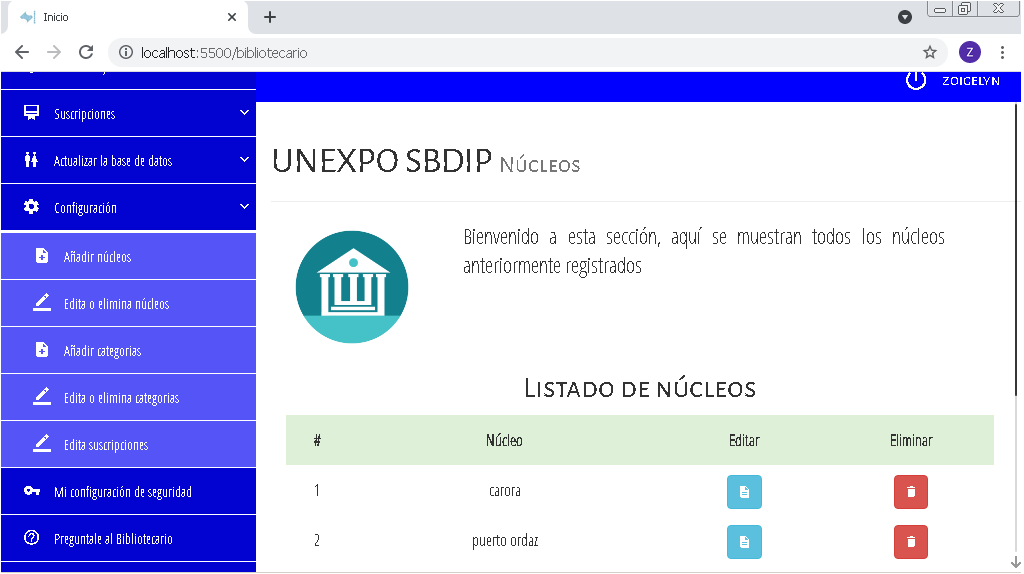 Inicio
localhost:5500/bibliotecario
Z
ZOICELYN
Suscripciones
Actualizar la base de datos
Configuración
Añadir núcleos
Edita o elimina núcleos
Añadir categorias
Edita o elimina categorias
Edita suscripciones
Mi configuración de seguridad
Preguntale al Bibliotecario
UNEXPO SBDIP Núcleos
Bienvenido a esta sección, aquí se muestran todos los núcleos
anteriormente registrados
Listado de núcleos
# Núcleo Editar Eliminar
1 carora
2 puerto ordaz